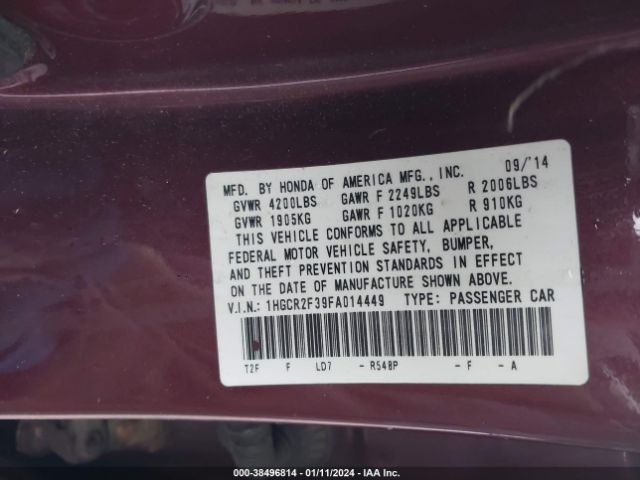 MFD. BY HONDA OF AMERICA MFG., INC. 09/'14
GVWR 4200LBS GAWR F 2249LBS R 2006LBS
GVWR 1905KG GAWR F 1020KG R 910KG
THIS VEHICLE CONFORMS TO ALL APPLICABLE
FEDERAL MOTOR VEHICLE SAFETY, BUMPER,
AND THEFT PREVENTION STANDARDS IN EFFECT
ON THE DATE OF MANUFACTURE SHOWN ABOVE.
V.I.N.: 1HGCR2F39FA014449 TYPE: PASSENGER CAR
T2F F LD7 - R548P - F - A
000-38496814 - 01/11/2024 - IAAI.COM